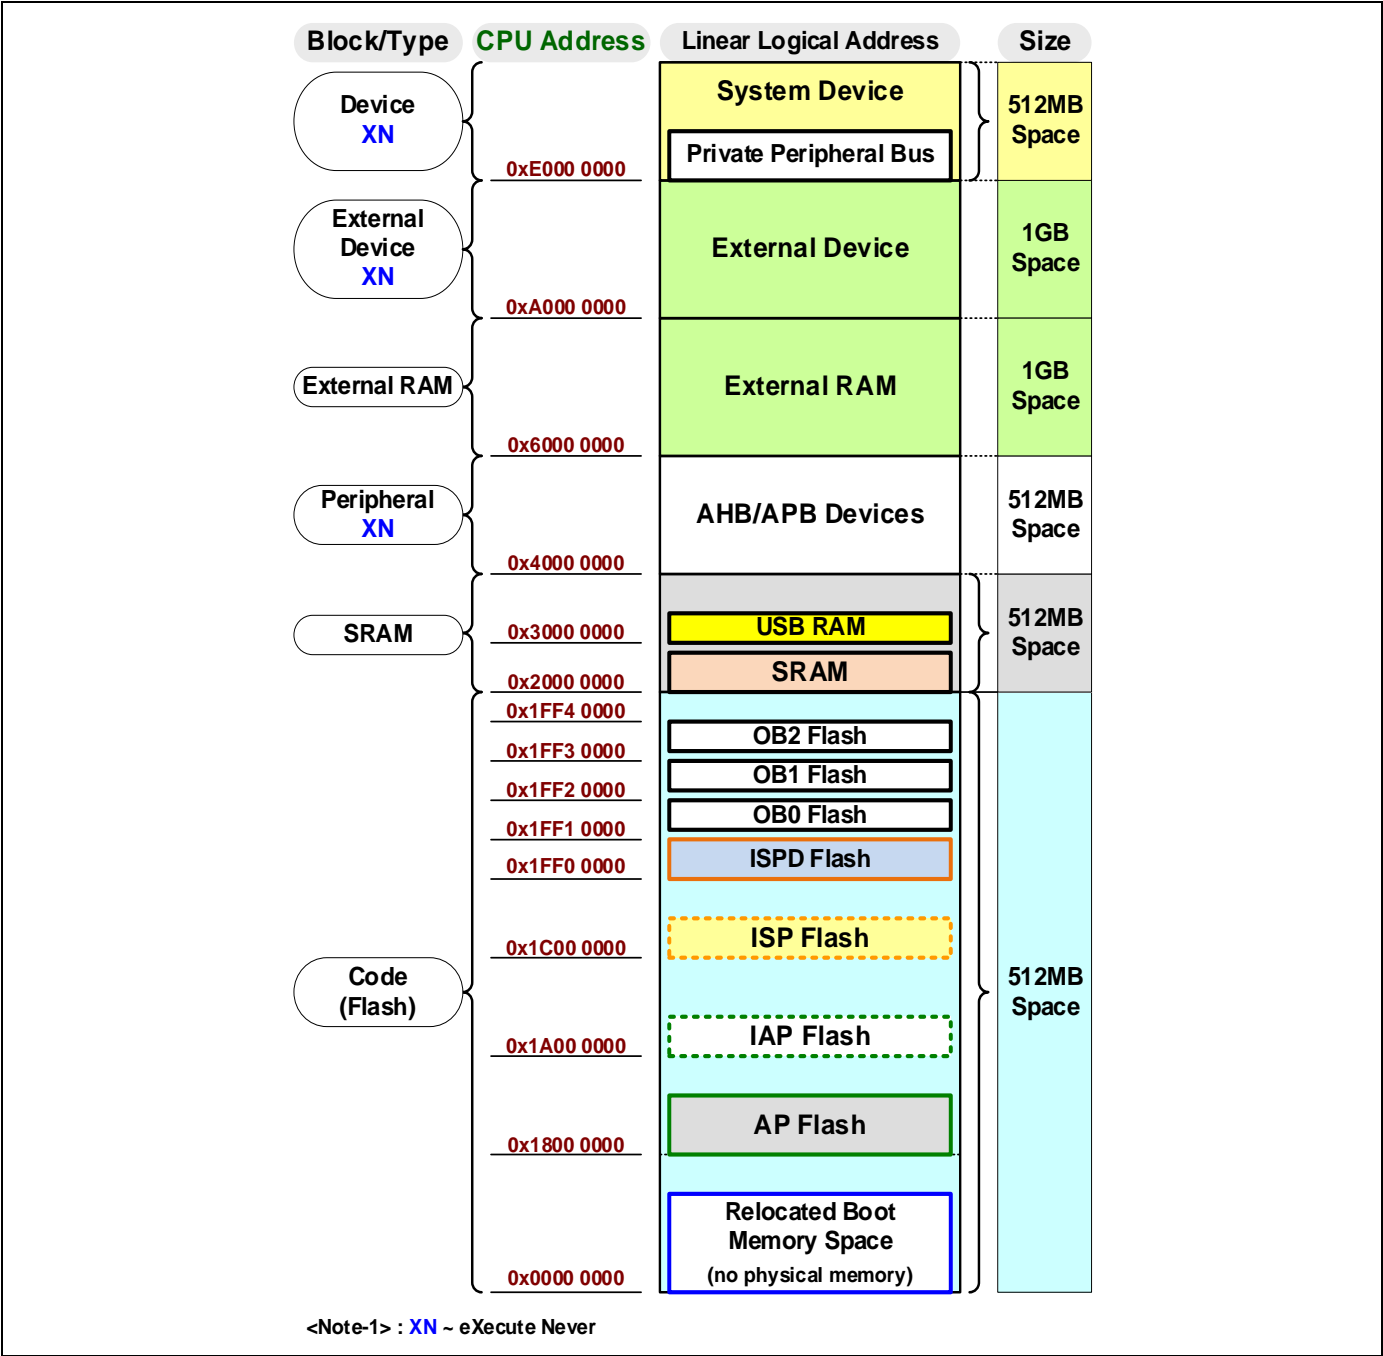 Block/Type CPU Address Linear Logical Address Size
System Device
Device
XN
512MB
Space
Private Peripheral Bus
0xE000 0000
External
Device
XN
External Device
1GB
Space
0xA000 0000
External RAM
External RAM
1GB
Space
0x6000 0000
Peripheral
XN
AHB/APB Devices
512MB
Space
0x4000 0000
SRAM
USB RAM
512MB
Space
0x3000 0000
SRAM
0x2000 0000
0x1FF4 0000
OB2 Flash
0x1FF3 0000
OB1 Flash
0x1FF2 0000
OB0 Flash
0x1FF1 0000
ISPD Flash
0x1FF0 0000
ISP Flash
0x1C00 0000
Code
(Flash)
512MB
Space
IAP Flash
0x1A00 0000
AP Flash
0x1800 0000
Relocated Boot
Memory Space
(no physical memory)
0x0000 0000
<Note-1> : XN ~ eXecute Never